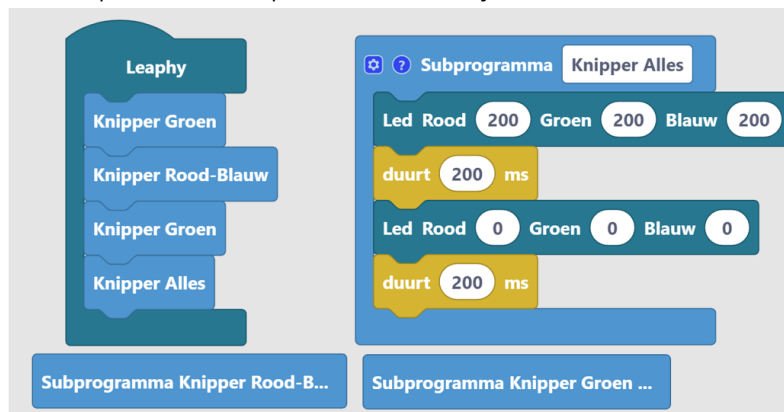 Leaphy
Knipper Groen
Knipper Rood-Blauw
Knipper Groen
Knipper Alles
? Subprogramma Knipper Alles
Led Rood 200 Groen 200 Blauw 200
duurt 200 ms
Led Rood 0 Groen 0 Blauw 0
duurt 200 ms
Subprogramma Knipper Rood-B...
Subprogramma Knipper Groen ...